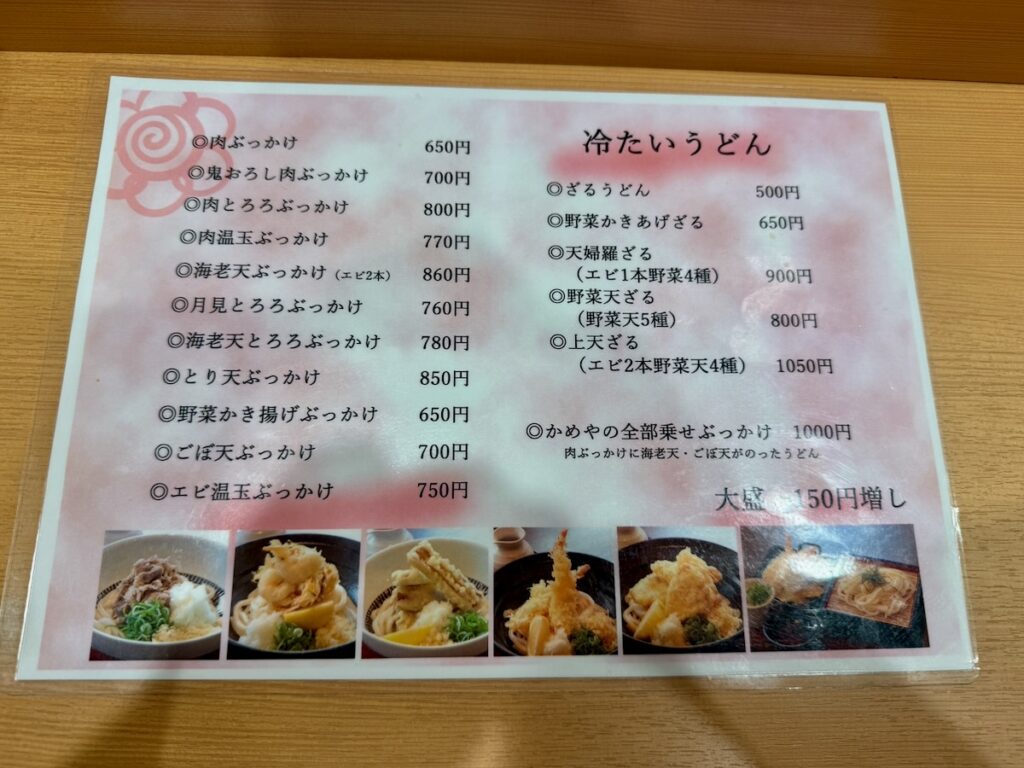 冷たいうどん
◎肉ぶっかけ 650円
◎鬼おろし肉ぶっかけ 700円
◎肉とろろぶっかけ 800円
◎肉温玉ぶっかけ 770円
◎海老天ぶっかけ（エビ2本） 860円
◎月見とろろぶっかけ 760円
◎海老天とろろぶっかけ 780円
◎とり天ぶっかけ 850円
◎野菜かき揚げぶっかけ 650円
◎ごぼ天ぶっかけ 700円
◎エビ温玉ぶっかけ 750円
◎ざるうどん 500円
◎野菜かきあげざる 650円
◎天婦羅ざる
（エビ1本野菜4種） 900円
◎野菜天ざる
（野菜天5種） 800円
◎上天ざる
（エビ2本野菜天4種） 1050円
◎かめやの全部乗せぶっかけ 1000円
肉ぶっかけに海老天・ごぼ天がのったうどん
大盛 150円増し